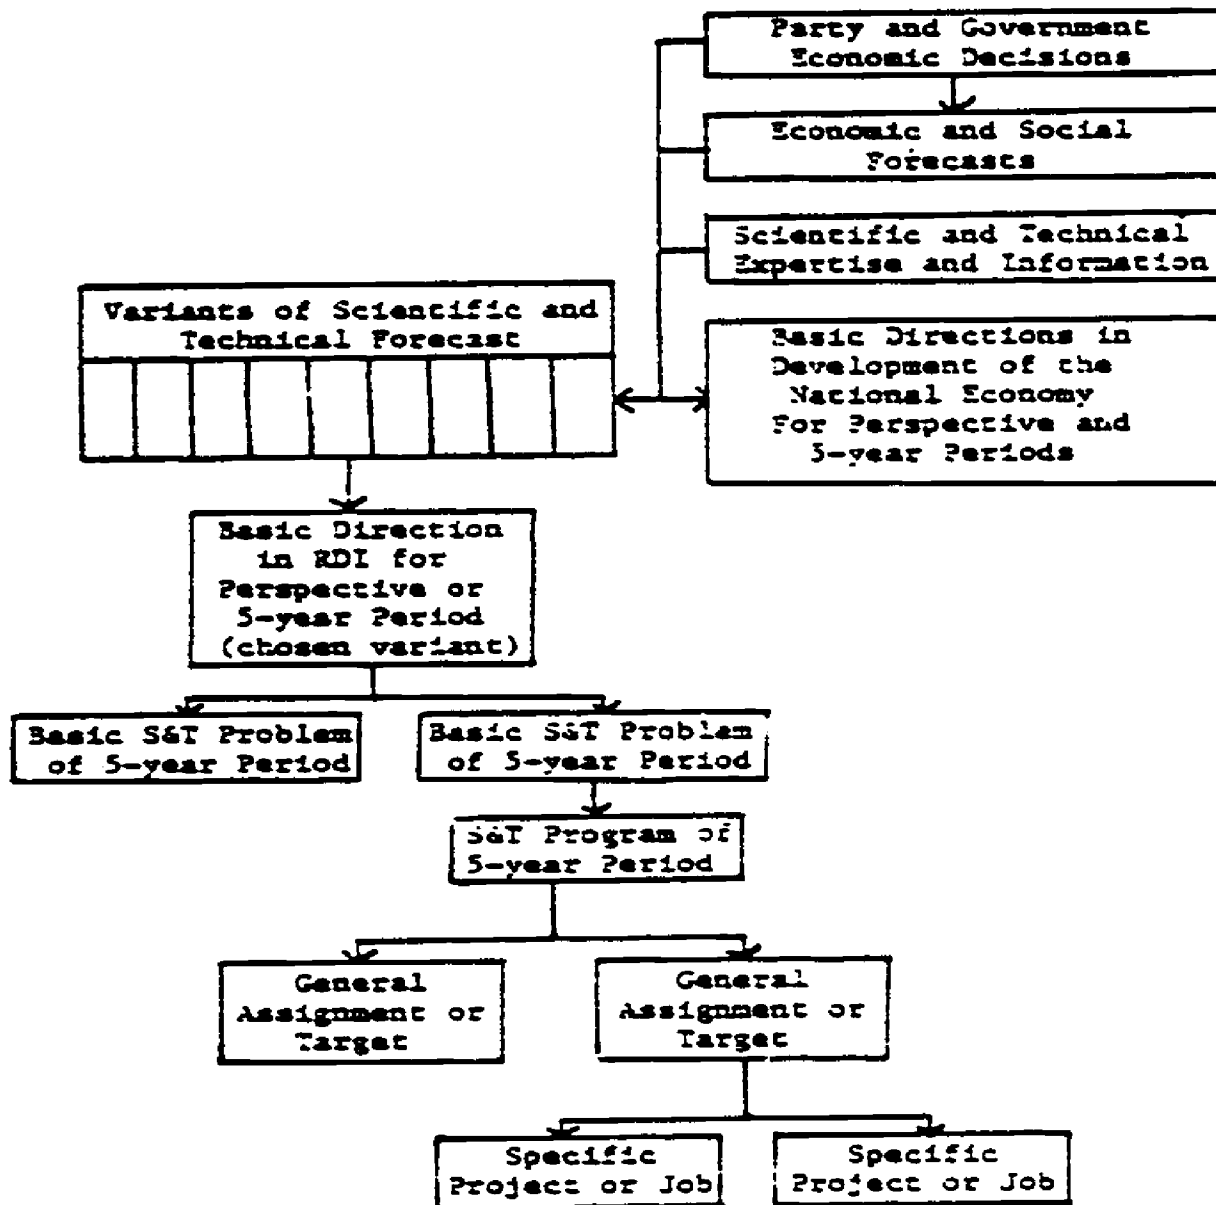 Party and Government
Economic Decisions
Economic and Social
Forecasts
Scientific and Technical
Expertise and Information
Variants of Scientific and
Technical Forecast
Basic Directions in
Development of the
National Economy
For Perspective and
5-year Periods
Basic Direction
in RDI for
Perspective or
5-year Period
(chosen variant)
Basic S&T Problem
of 5-year Period
Basic S&T Problem
of 5-year Period
S&T Program of
5-year Period
General
Assignment or
Target
General
Assignment or
Target
Specific
Project or Job
Specific
Project or Job